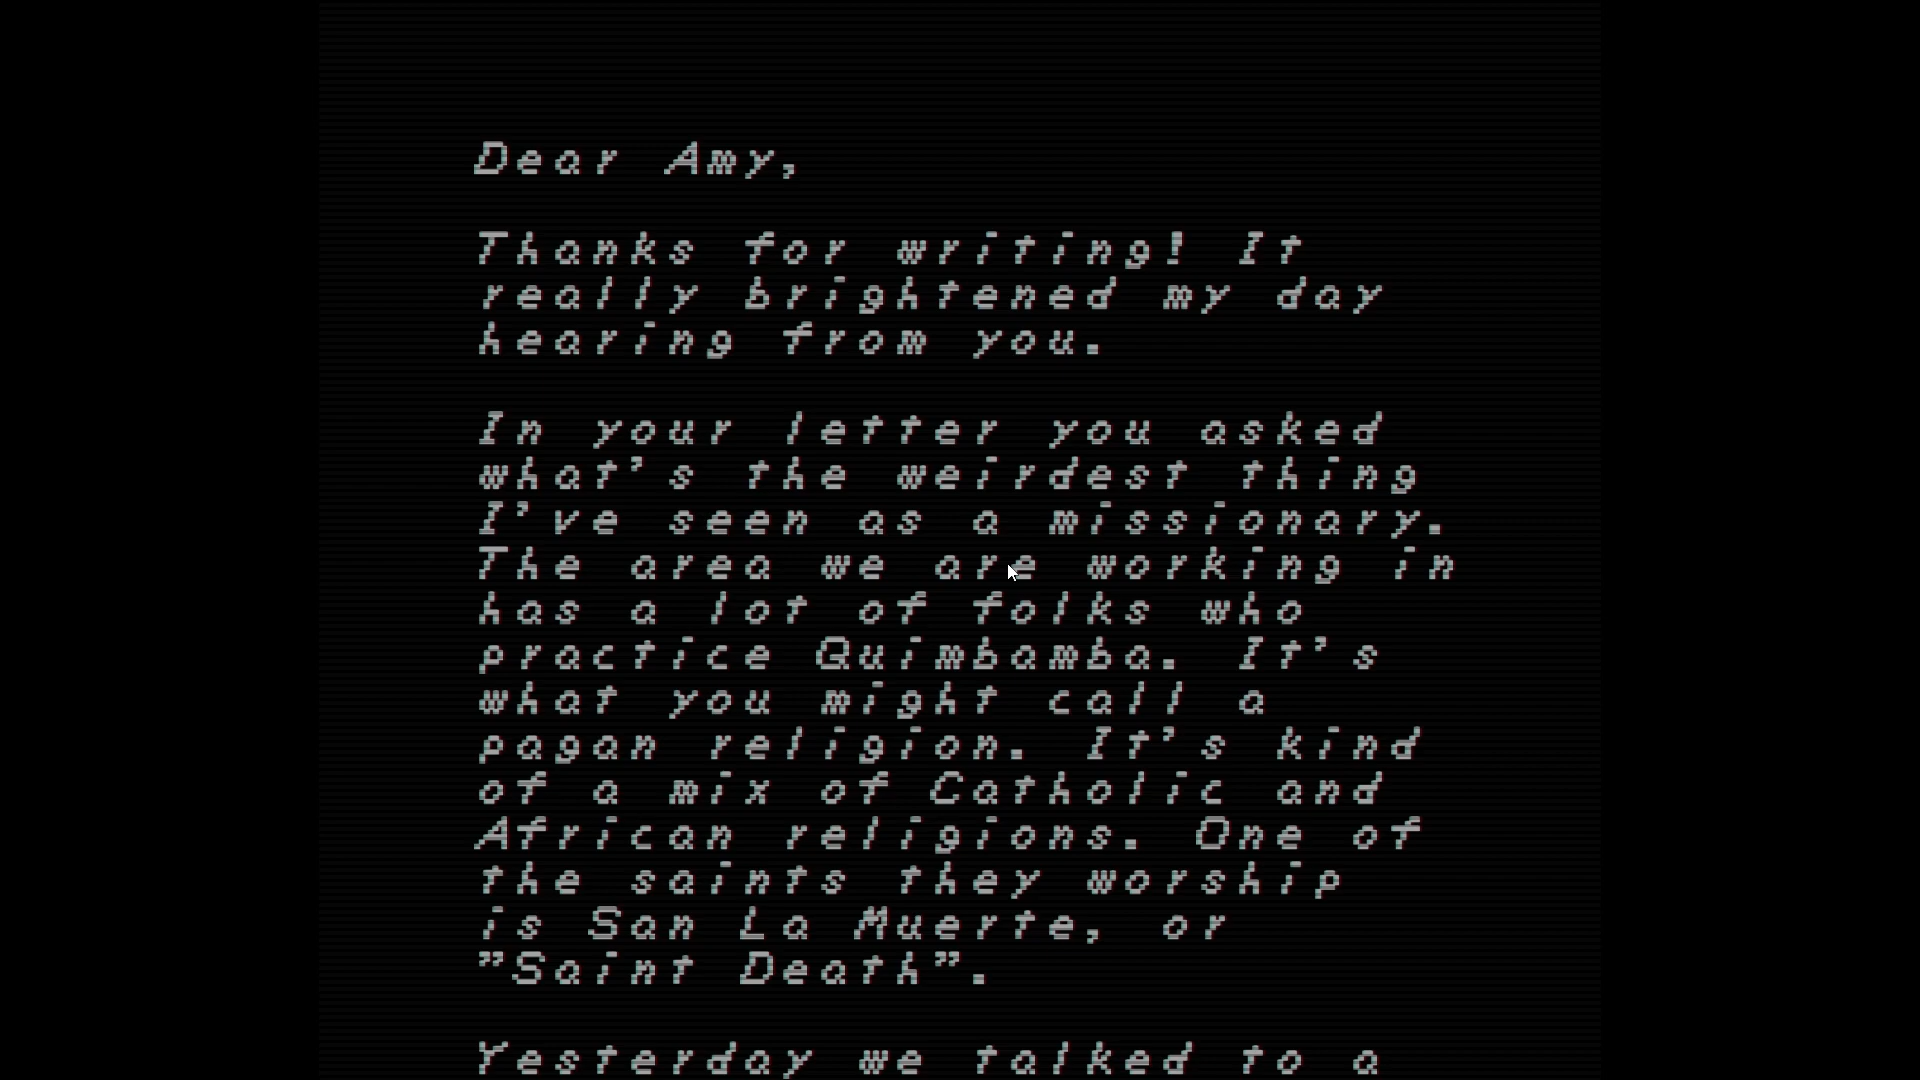 Dear Amy,
Thanks for writing! It
really brightened my day
hearing from you.
In your letter you asked
what's the weirdest thing
I've seen as a missionary.
The area we are working in
has a lot of folks who
practice Quimbamba. It's
what you might call a
pagan religion. It's kind
of a mix of Catholic and
African religions. One of
the saints they worship
is San La Muerte, or
"Saint Death".
Yesterday we talked to a